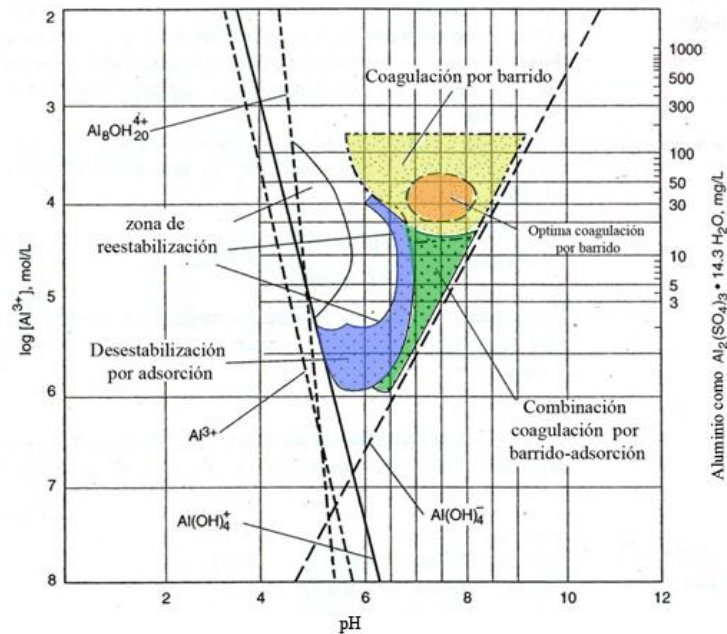 2
3
4
5
6
7
8
log [Al³⁺], mol/L
Al₈OH₂₀⁴⁺
Coagulación por barrido
zona de
reestabilización
Optima coagulación
por barrido
Desestabilización
por adsorción
Al³⁺
Combinación
coagulación por
barrido-adsorción
Al(OH)₄⁺
Al(OH)₄⁻
1000
500
300
100
50
30
10
5
3
Aluminio como Al₂(SO₄)₃ • 14.3 H₂O, mg/L
2
4
6
8
10
12
pH